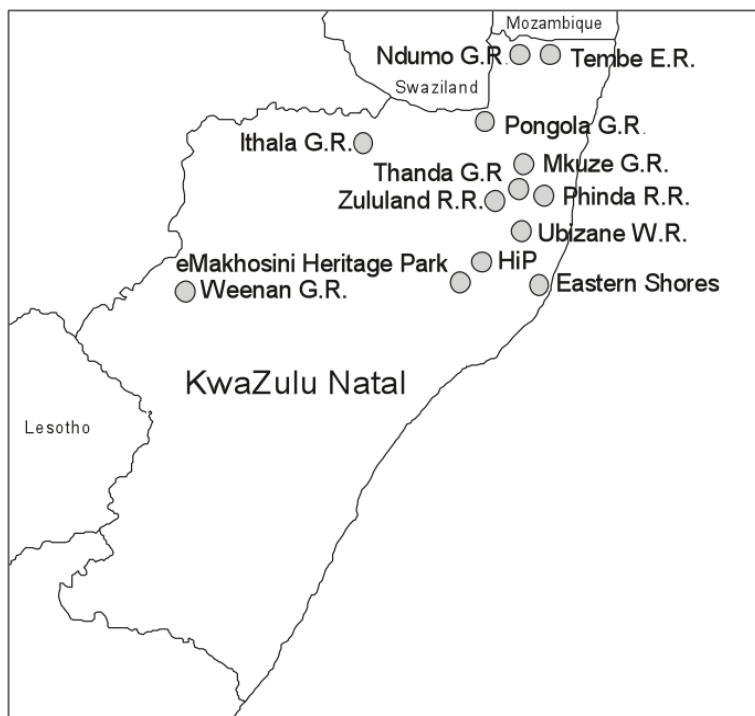 Mozambique
Ndumo G.R.
Tembe E.R.
Swaziland
Pongola G.R.
Ithala G.R.
Mkuze G.R.
Thanda G.R
Zululand R.R.
Phinda R.R.
Ubizane W.R.
eMakhosini Heritage Park
HiP
Weenan G.R.
Eastern Shores
KwaZulu Natal
Lesotho